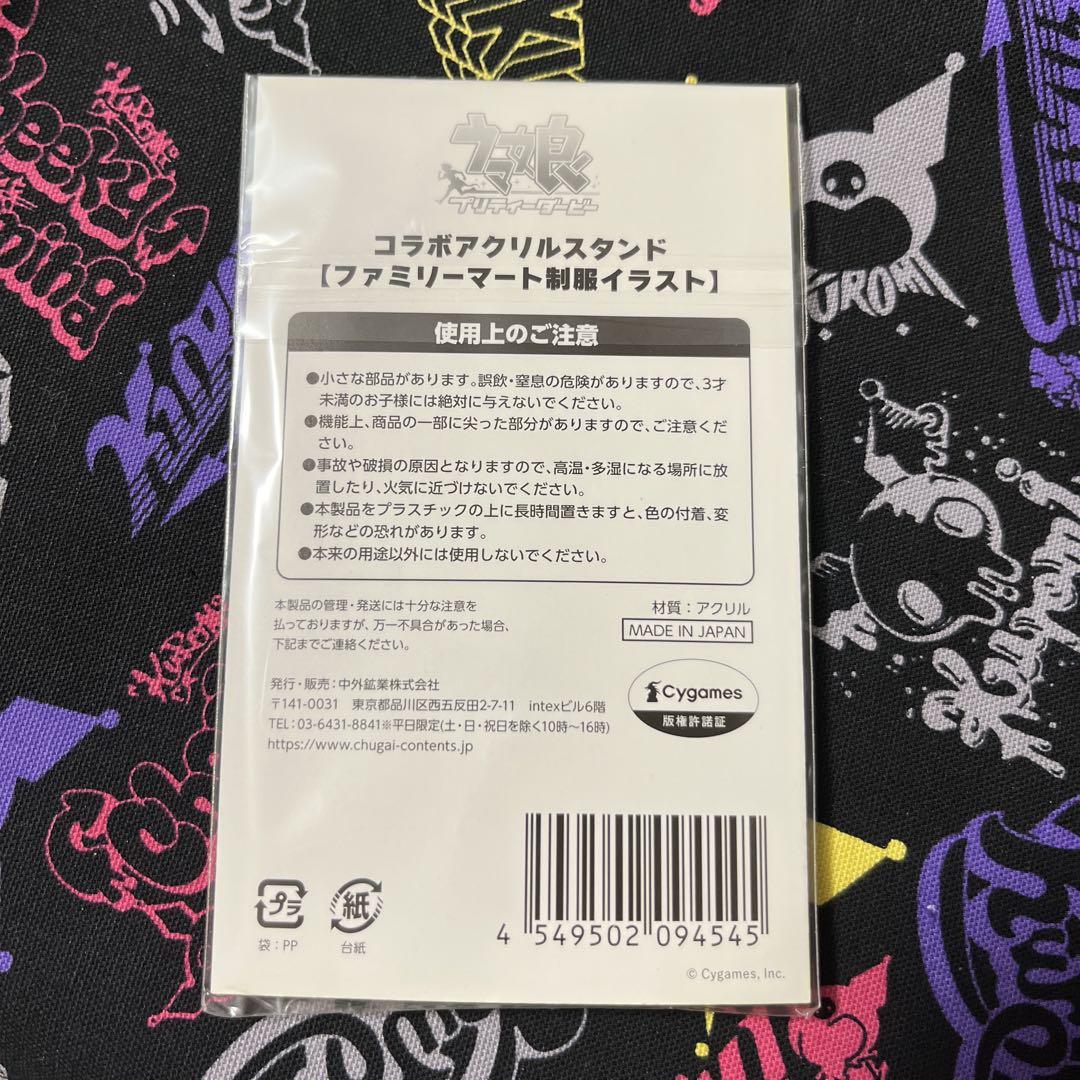 ウマ娘
プリティーダービー
コラボアクリルスタンド
【ファミリーマート制服イラスト】
使用上のご注意
●小さな部品があります。誤飲・窒息の危険がありますので、3才
未満のお子様には絶対に与えないでください。
●機能上、商品の一部に尖った部分がありますので、ご注意くだ
さい。
●事故や破損の原因となりますので、高温・多湿になる場所に放
置したり、火気に近づけないでください。
●本製品をプラスチックの上に長時間置きますと、色の付着、変
形などの恐れがあります。
●本来の用途以外には使用しないでください。
本製品の管理・発送には十分な注意を
払っておりますが、万一不具合があった場合、
下記までご連絡ください。
材質：アクリル
MADE IN JAPAN
発行・販売：中外鉱業株式会社
〒141-0031 東京都品川区西五反田2-7-11 intexビル6階
TEL：03-6431-8841※平日限定(土・日・祝日を除く10時～16時)
https://www.chugai-contents.jp
Cygames
版権許諾証
プラ
袋：PP
紙
台紙
4 549502 094545
© Cygames, Inc.
KUROMI